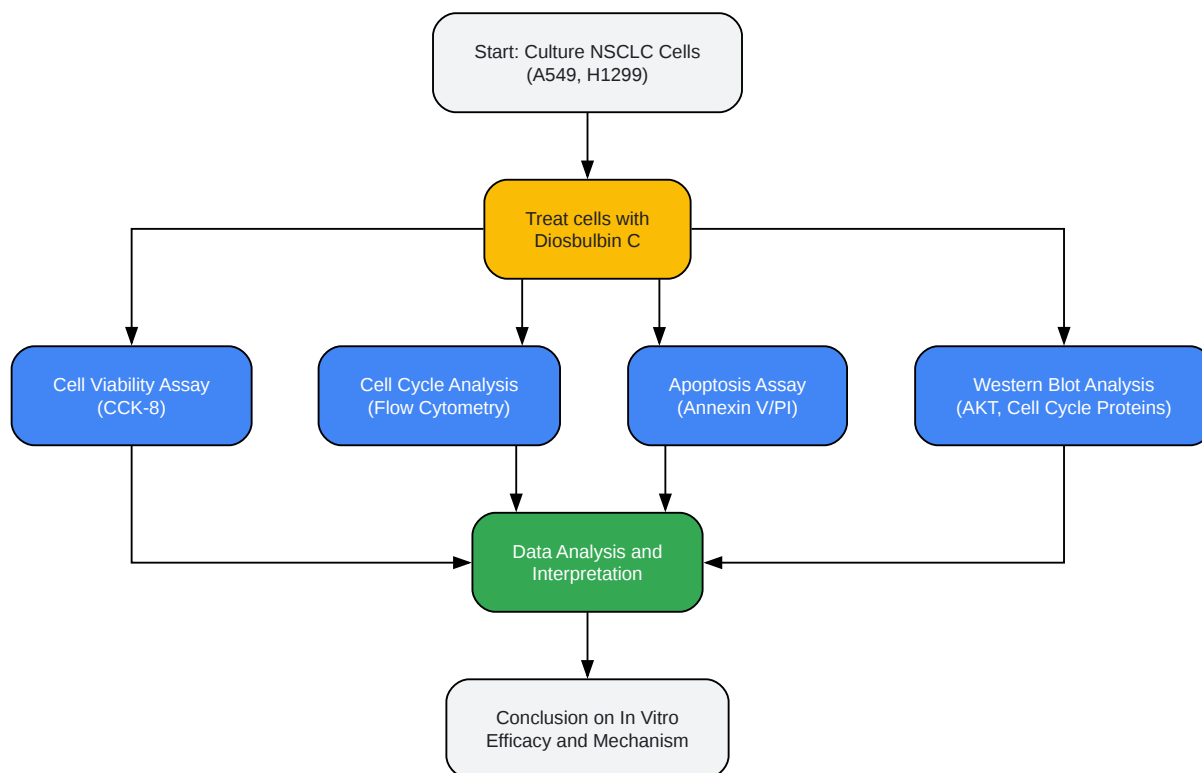 Start: Culture NSCLC Cells
(A549, H1299)
Treat cells with
Diosbulbin C
Cell Viability Assay
(CCK-8)
Cell Cycle Analysis
(Flow Cytometry)
Apoptosis Assay
(Annexin V/PI)
Western Blot Analysis
(AKT, Cell Cycle Proteins)
Data Analysis and
Interpretation
Conclusion on In Vitro
Efficacy and Mechanism